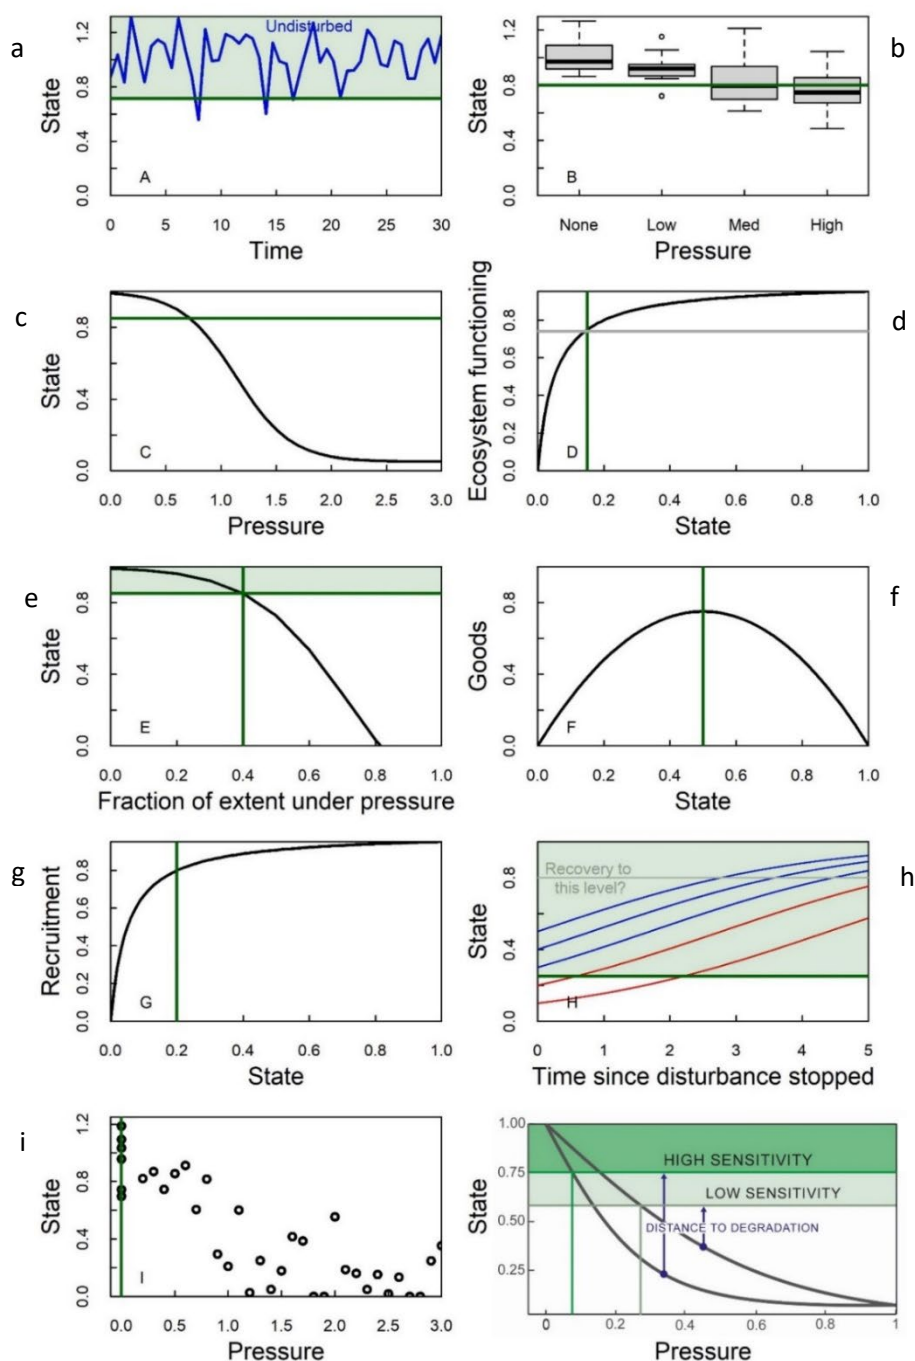 a
Undisturbed
State
0.0 0.4 0.8 1.2
A
0 5 10 15 20 25 30
Time
b
State
0.0 0.4 0.8 1.2
B
None Low Med High
Pressure
c
State
0.0 0.4 0.8
C
0.0 0.5 1.0 1.5 2.0 2.5 3.0
Pressure
d
Ecosystem functioning
0.0 0.2 0.4 0.8
D
0.0 0.2 0.4 0.6 0.8 1.0
State
e
State
0.0 0.4 0.8
E
0.0 0.2 0.4 0.6 0.8 1.0
Fraction of extent under pressure
f
Goods
0.0 0.4 0.8
F
0.0 0.2 0.4 0.6 0.8 1.0
State
g
Recruitment
0.0 0.2 0.4 0.8
G
0.0 0.2 0.4 0.6 0.8 1.0
State
h
Recovery to
this level?
State
0.0 0.4 0.8
H
0 1 2 3 4 5
Time since disturbance stopped
i
State
0.0 0.4 0.8 1.2
I
0.0 0.5 1.0 1.5 2.0 2.5 3.0
Pressure
1.00
HIGH SENSITIVITY
0.75
LOW SENSITIVITY
State
0.50
DISTANCE TO DEGRADATION
0.25
0 0.2 0.4 0.6 0.8 1
Pressure